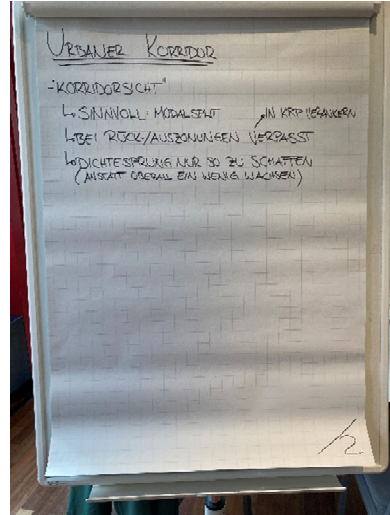 URBANER KORRIDOR
-"KORRIDORSICHT"
↳ SINNVOLL: MODALSPLIT IN KRP VERANKERN
↳ BEI RÜCK-/AUSZONUNGEN VERPASST
↳ DICHTESPRUNG NUR SO ZU SCHAFFEN
(ANSTATT ÜBERALL EIN WENIG WACHSEN)